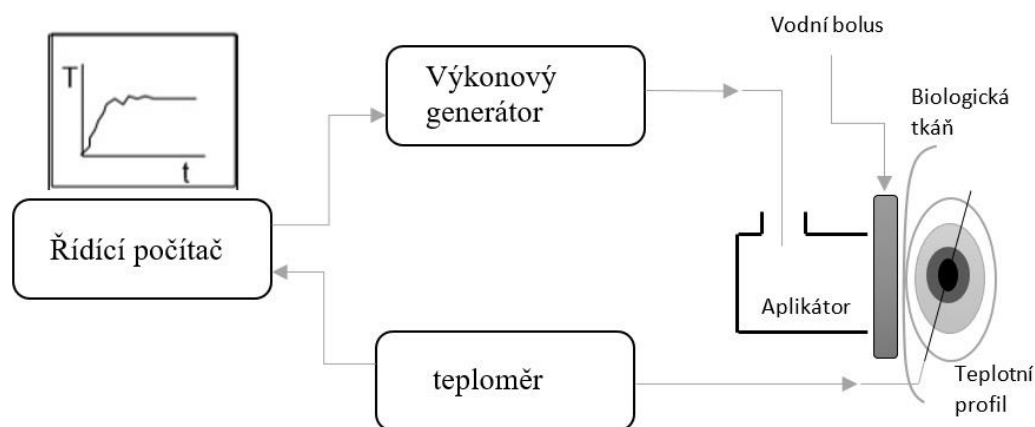 T
t
Řídící počítač
Výkonový
generátor
teploměr
Vodní bolus
Biologická
tkáň
Aplikátor
Teplotní
profil